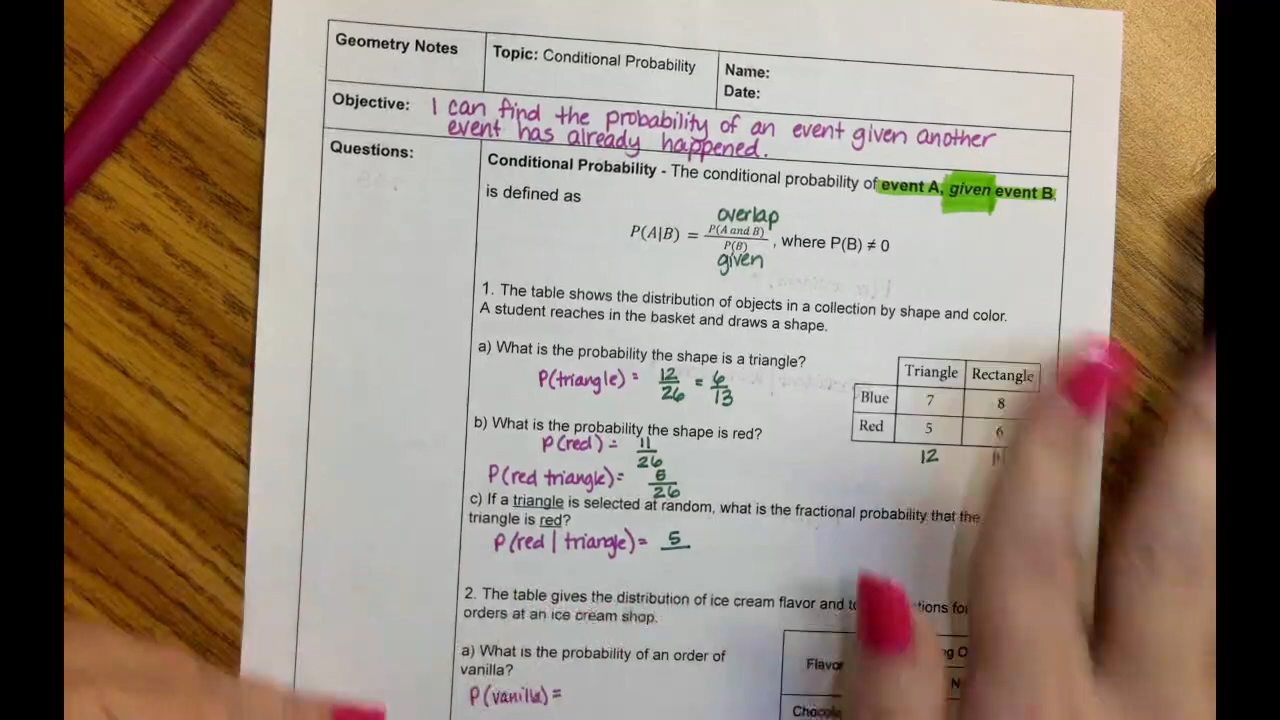 Geometry Notes
Topic: Conditional Probability
Name:
Date:
Objective: I can find the probability of an event given another
event has already happened.
Questions:
Conditional Probability - The conditional probability of event A, given event B
is defined as
overlap
P(A|B) = P(A and B) / P(B) , where P(B) ≠ 0
given
1. The table shows the distribution of objects in a collection by shape and color.
A student reaches in the basket and draws a shape.
a) What is the probability the shape is a triangle?
P(triangle) = 12/26 = 6/13
Triangle Rectangle
Blue 7 8
Red 5 6
12
b) What is the probability the shape is red?
P(red) = 11/26
P(red triangle) = 5/26
c) If a triangle is selected at random, what is the fractional probability that the
triangle is red?
P(red | triangle) = 5
2. The table gives the distribution of ice cream flavor and
orders at an ice cream shop.
a) What is the probability of an order of
vanilla?
P(vanilla) =
Flavor